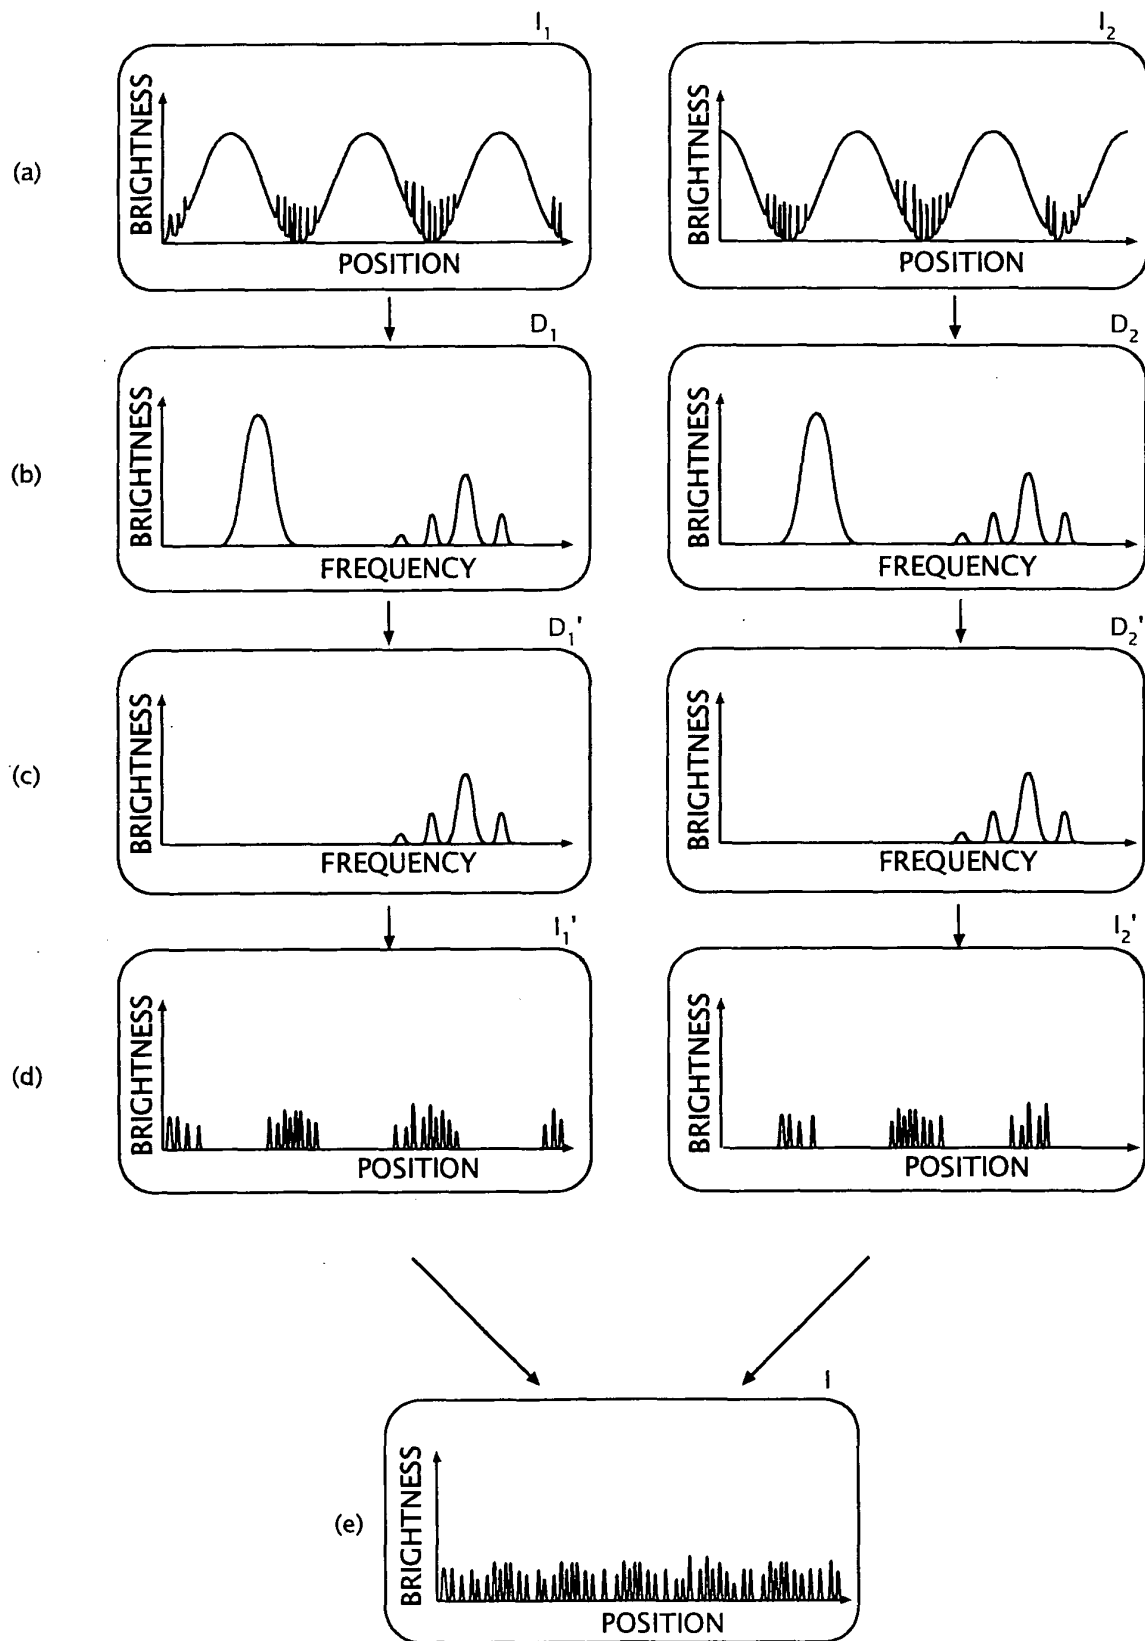 I1
I2
(a)
BRIGHTNESS
POSITION
BRIGHTNESS
POSITION
D1
D2
(b)
BRIGHTNESS
FREQUENCY
BRIGHTNESS
FREQUENCY
D1'
D2'
(c)
BRIGHTNESS
FREQUENCY
BRIGHTNESS
FREQUENCY
I1'
I2'
(d)
BRIGHTNESS
POSITION
BRIGHTNESS
POSITION
I
(e)
BRIGHTNESS
POSITION